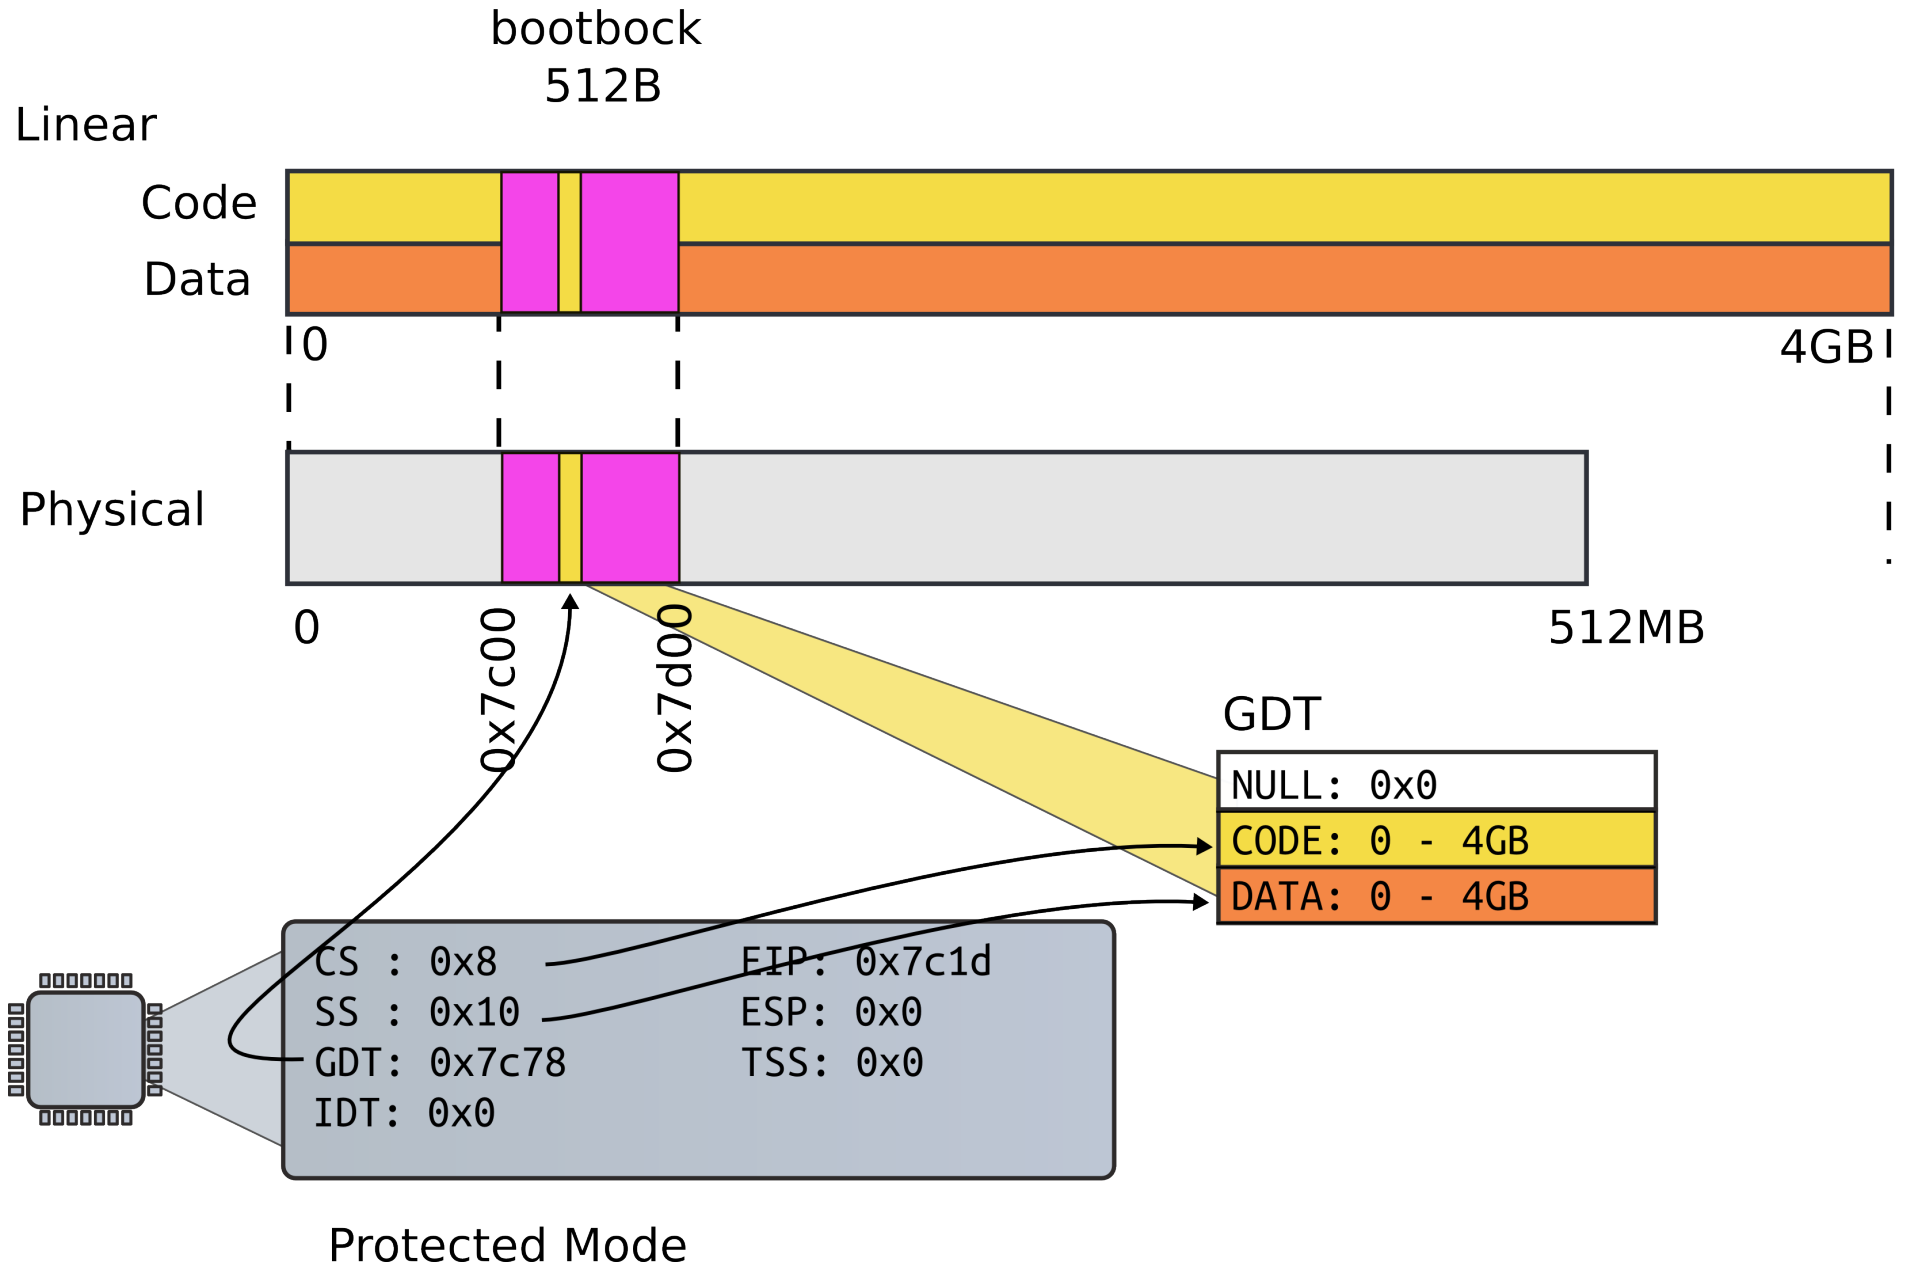 bootbock
512B
Linear
Code
Data
0
4GB
Physical
0
0x7c00
0x7d00
512MB
GDT
NULL: 0x0
CODE: 0 - 4GB
DATA: 0 - 4GB
CS : 0x8
EIP: 0x7c1d
SS : 0x10
ESP: 0x0
GDT: 0x7c78
TSS: 0x0
IDT: 0x0
Protected Mode